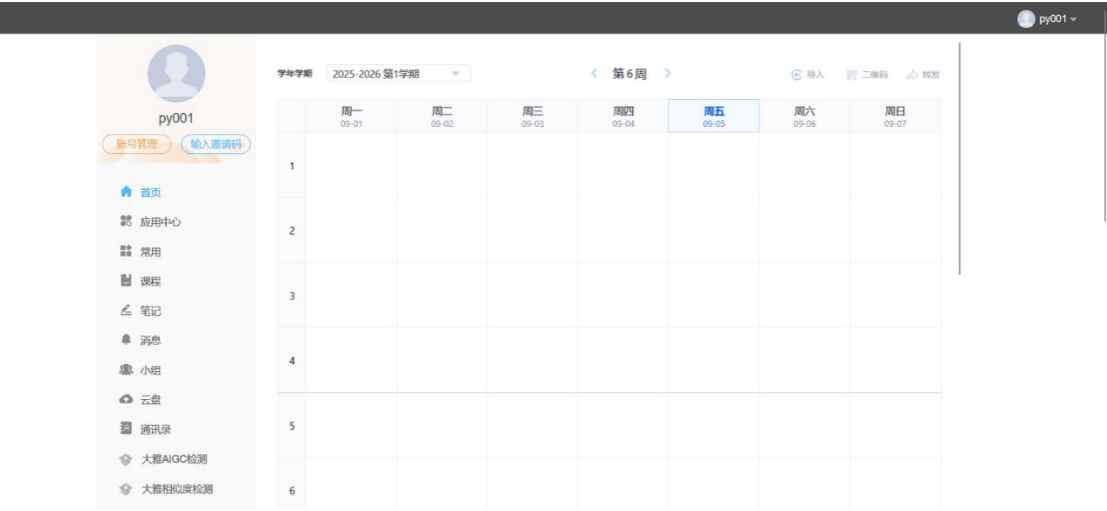 py001
py001
账号管理 输入邀请码
首页
应用中心
常用
课程
笔记
消息
小组
云盘
通讯录
大雅AIGC检测
大雅相似度检测
学年学期 2025-2026 第1学期 第6周 导入 二维码 转发
周一 周二 周三 周四 周五 周六 周日
09-01 09-02 09-03 09-04 09-05 09-06 09-07
1
2
3
4
5
6